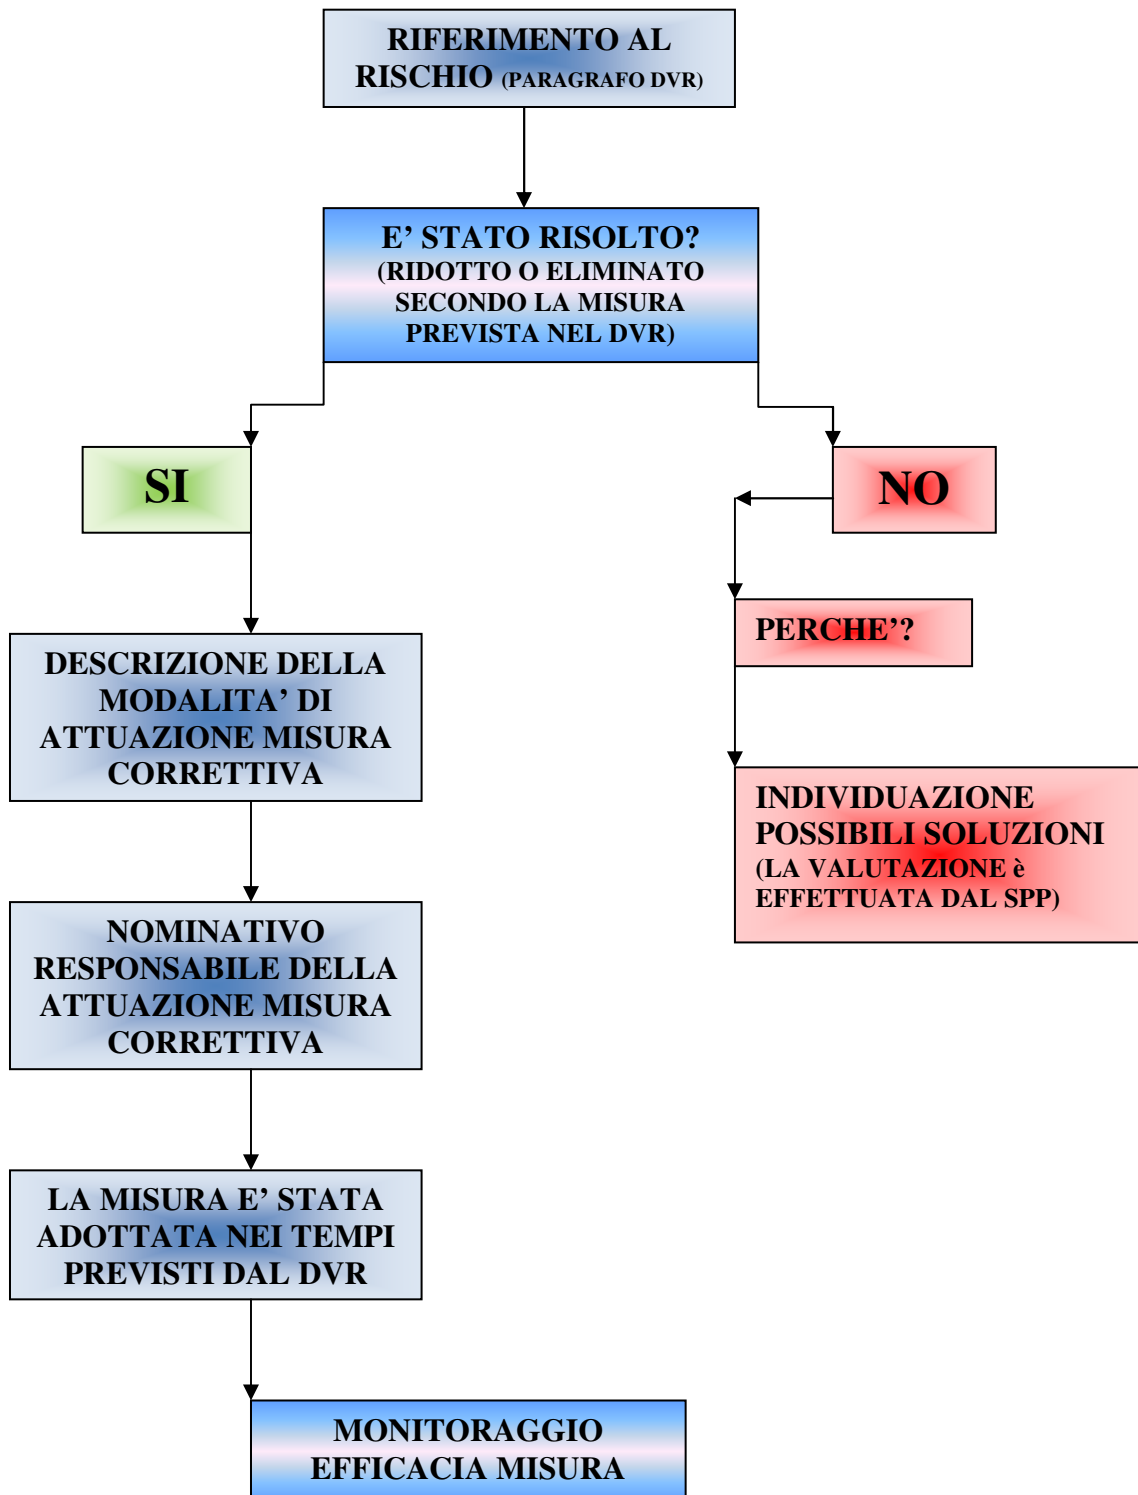 RIFERIMENTO AL
RISCHIO (PARAGRAFO DVR)
E’ STATO RISOLTO?
(RIDOTTO O ELIMINATO
SECONDO LA MISURA
PREVISTA NEL DVR)
SI
NO
PERCHE’?
DESCRIZIONE DELLA
MODALITA’ DI
ATTUAZIONE MISURA
CORRETTIVA
INDIVIDUAZIONE
POSSIBILI SOLUZIONI
(LA VALUTAZIONE è
EFFETTUATA DAL SPP)
NOMINATIVO
RESPONSABILE DELLA
ATTUAZIONE MISURA
CORRETTIVA
LA MISURA E’ STATA
ADOTTATA NEI TEMPI
PREVISTI DAL DVR
MONITORAGGIO
EFFICACIA MISURA